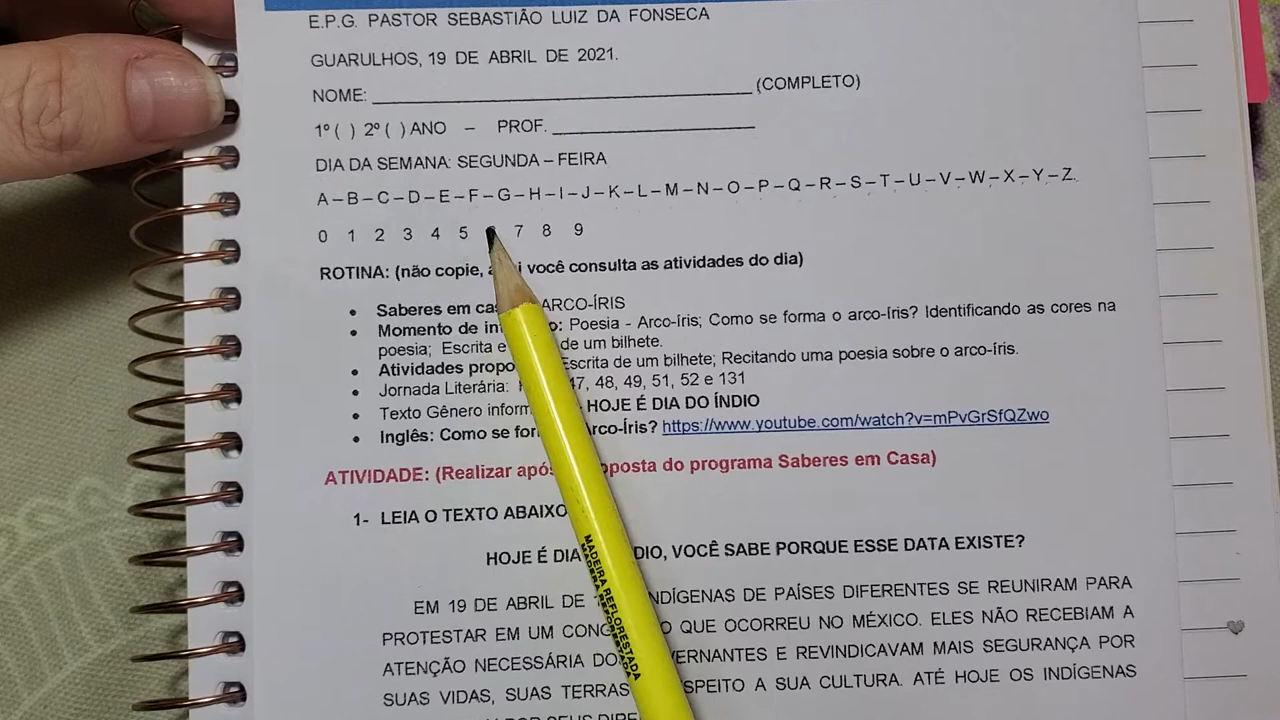 E.P.G. PASTOR SEBASTIÃO LUIZ DA FONSECA
GUARULHOS, 19 DE ABRIL DE 2021.
NOME: ____________________ (COMPLETO)
1º ( ) 2º ( ) ANO – PROF. ____________________
DIA DA SEMANA: SEGUNDA – FEIRA
A – B – C – D – E – F – G – H – I – J – K – L – M – N – O – P – Q – R – S – T – U – V – W – X – Y – Z.
0 1 2 3 4 5 7 8 9
ROTINA: (não copie, você consulta as atividades do dia)
• Saberes em ARCO-ÍRIS
• Momento de Poesia - Arco-íris; Como se forma o arco-íris? Identificando as cores na
poesia; Escrita de um bilhete.
• Atividades Escrita de um bilhete; Recitando uma poesia sobre o arco-íris.
• Jornada Literária: 47, 48, 49, 51, 52 e 131
• Texto Gênero HOJE É DIA DO ÍNDIO
• Inglês: Como se Arco-Íris? https://www.youtube.com/watch?v=mPvGrSfQZwo
ATIVIDADE: (Realizar após proposta do programa Saberes em Casa)
1- LEIA O TEXTO ABAIXO
HOJE É DIA ÍNDIO, VOCÊ SABE PORQUE ESSE DATA EXISTE?
EM 19 DE ABRIL DE INDÍGENAS DE PAÍSES DIFERENTES SE REUNIRAM PARA
PROTESTAR EM UM QUE OCORREU NO MÉXICO. ELES NÃO RECEBIAM A
ATENÇÃO NECESSÁRIA E REVINDICAVAM MAIS SEGURANÇA POR
SUAS VIDAS, SUAS TERRAS A SUA CULTURA. ATÉ HOJE OS INDÍGENAS
POR SEUS
MADEIRA REFLORESTADA
MADERA REFORESTADA